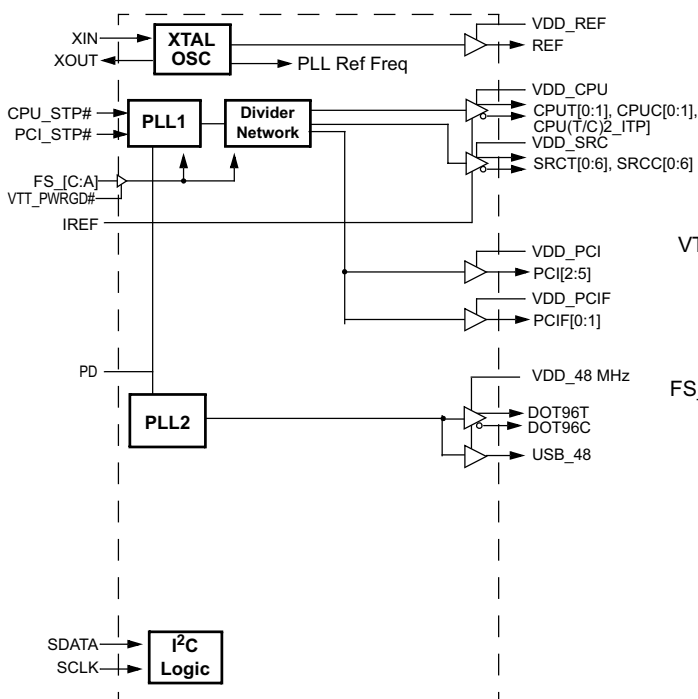 XIN
XOUT
XTAL
OSC
PLL Ref Freq
VDD_REF
REF
CPU_STP#
PCI_STP#
PLL1
Divider
Network
VDD_CPU
CPUT[0:1], CPUC[0:1],
CPU(T/C)2_ITP]
VDD_SRC
SRCT[0:6], SRCC[0:6]
FS_[C:A]
VTT_PWRGD#
IREF
VT
VDD_PCI
PCI[2:5]
VDD_PCIF
PCIF[0:1]
PD
PLL2
VDD_48 MHz
FS_
DOT96T
DOT96C
USB_48
SDATA
SCLK
I2C
Logic